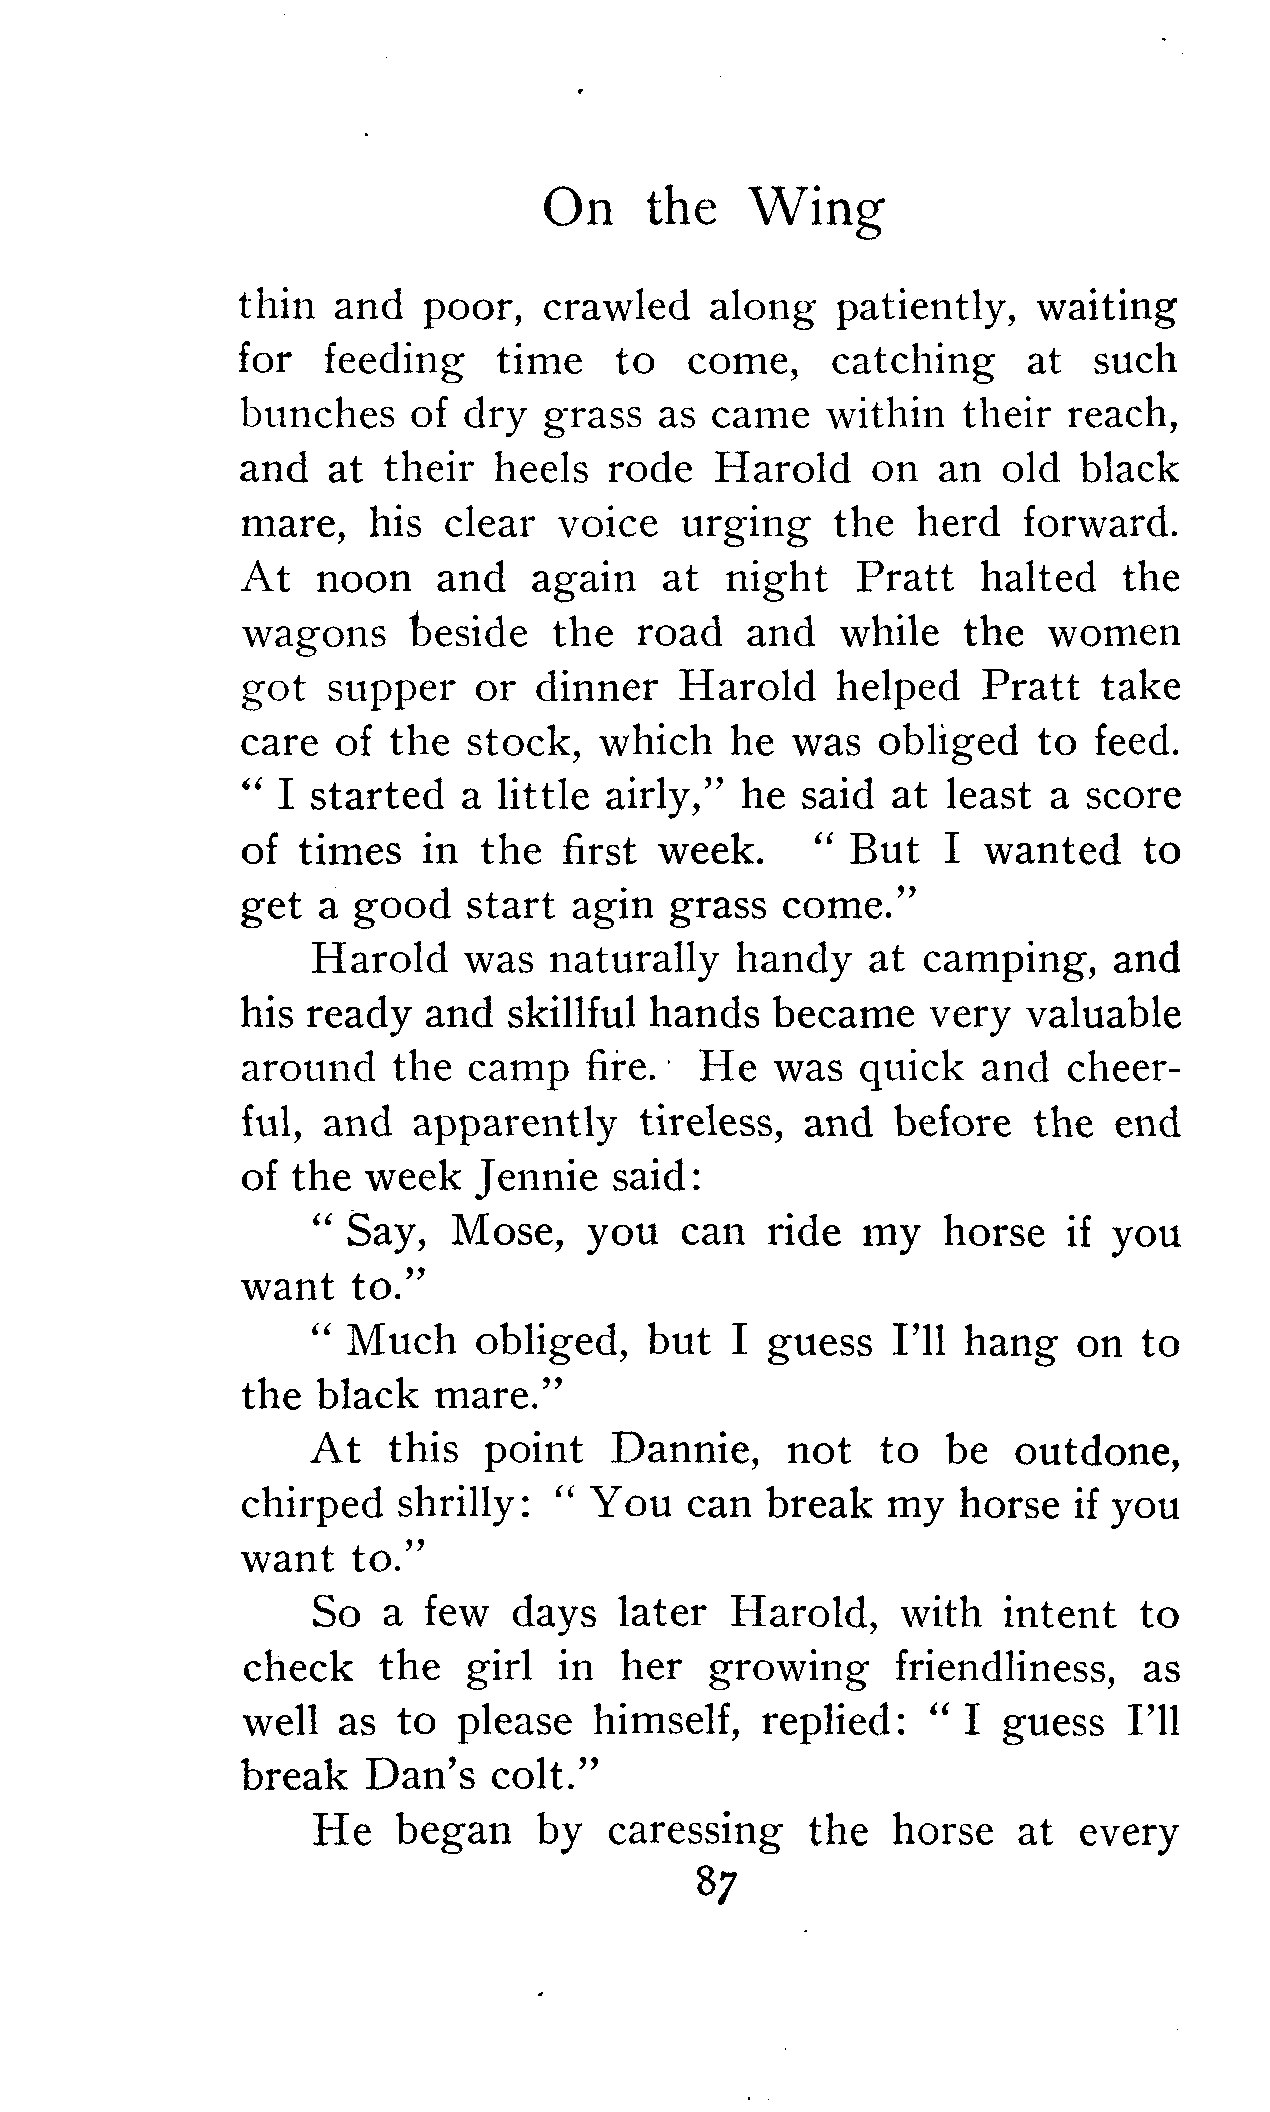 On the Wing
thin and poor, crawled along patiently, waiting
for feeding time to come, catching at such
bunches of dry grass as came within their reach,
and at their heels rode Harold on an old black
mare, his clear voice urging the herd forward.
At noon and again at night Pratt halted the
wagons beside the road and while the women
got supper or dinner Harold helped Pratt take
care of the stock, which he was obliged to feed.
“ I started a little airly,” he said at least a score
of times in the first week. “ But I wanted to
get a good start agin grass come.”
Harold was naturally handy at camping, and
his ready and skillful hands became very valuable
around the camp fire. He was quick and cheer-
ful, and apparently tireless, and before the end
of the week Jennie said:
“ Say, Mose, you can ride my horse if you
want to.”
“ Much obliged, but I guess I’ll hang on to
the black mare.”
At this point Dannie, not to be outdone,
chirped shrilly: “ You can break my horse if you
want to.”
So a few days later Harold, with intent to
check the girl in her growing friendliness, as
well as to please himself, replied: “ I guess I’ll
break Dan’s colt.”
He began by caressing the horse at every
87